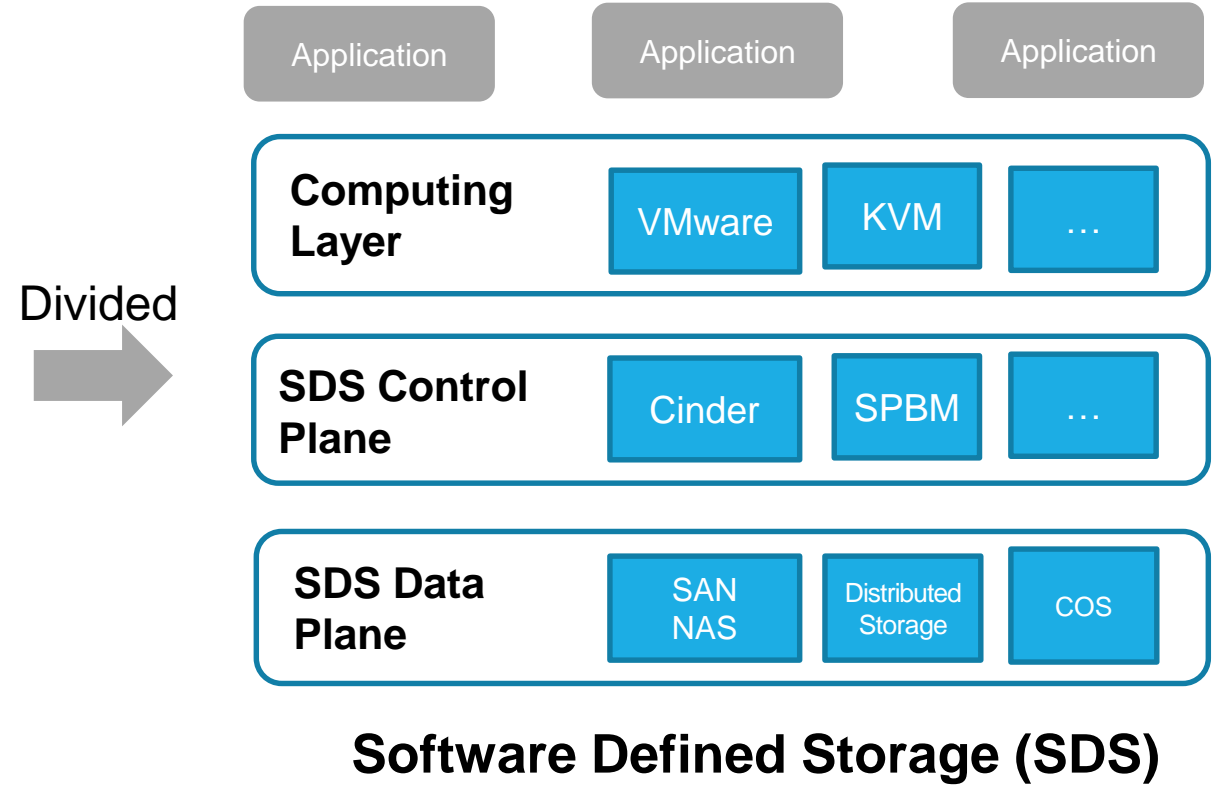 Application
Application
Application
Computing
Layer
VMware
KVM
…
Divided
SDS Control
Plane
Cinder
SPBM
…
SDS Data
Plane
SAN
NAS
Distributed
Storage
COS
Software Defined Storage (SDS)